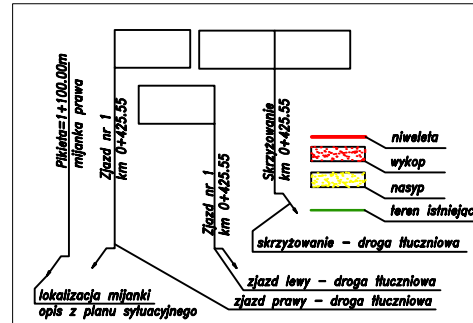 Pikieta=1+100.00m
mijanka prawa
Zjazd nr 1
km 0+425.55
Zjazd nr 1
km 0+425.55
Skrzyżowanie
km 0+425.55
niweleta
wykop
nasyp
teren istniejąc
skrzyżowanie – droga tłuczniowa
zjazd lewy – droga tłuczniowa
zjazd prawy – droga tłuczniowa
lokalizacja mijanki
opis z planu sytuacyjnego